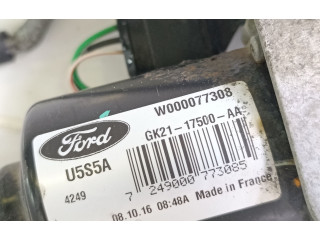 W000077308
Ford
GK21-17500-AA
U5S5A
4249
7 249000 773085
08.10.16 08:48A Made in France